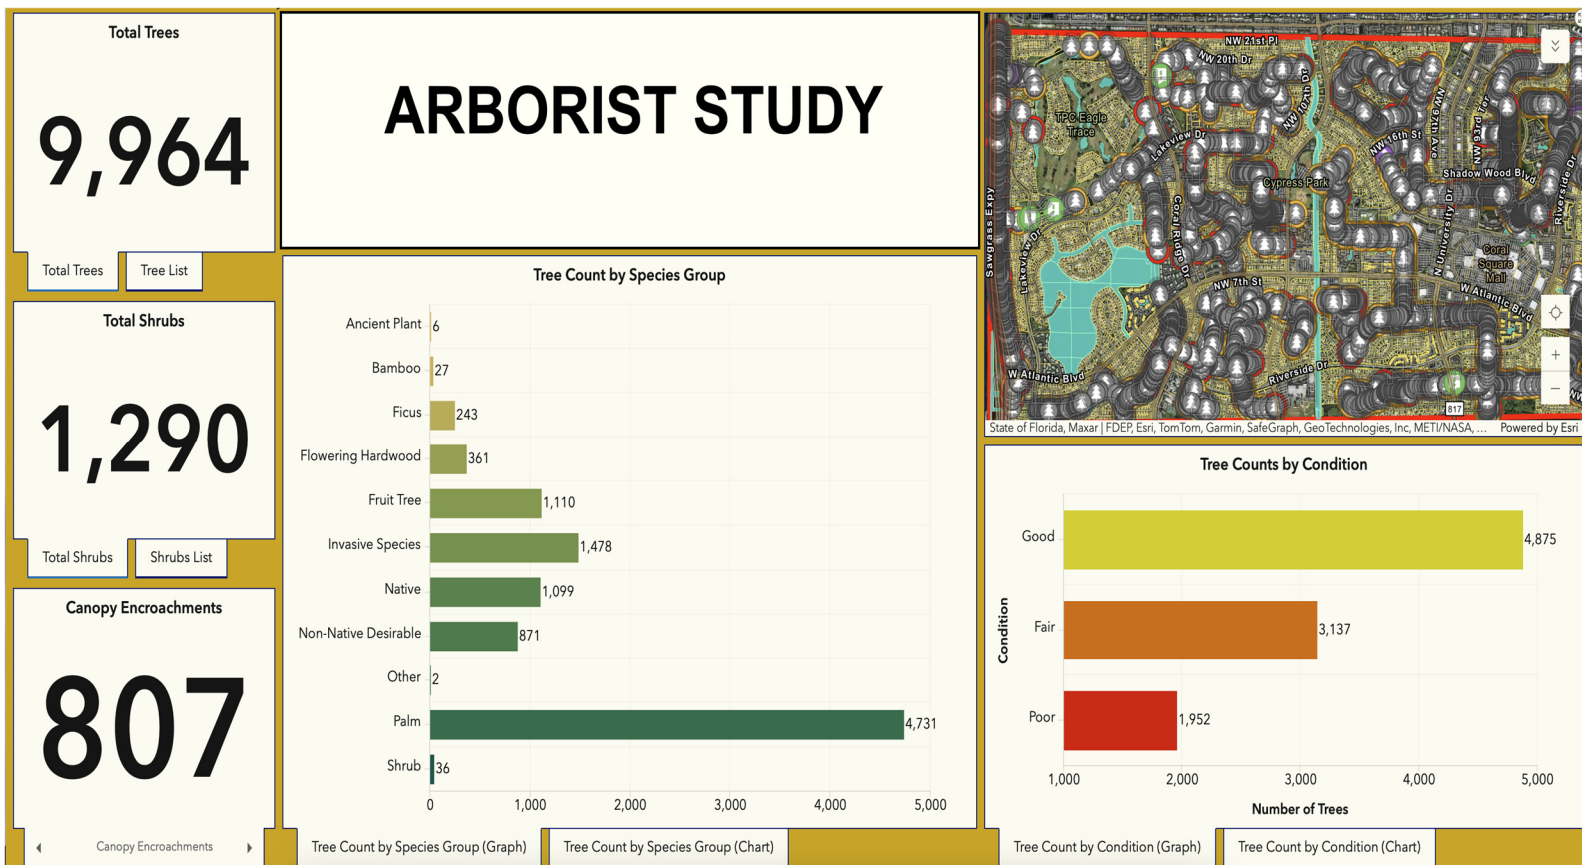 Total Trees
9,964
Total Trees
Tree List
Total Shrubs
1,290
Total Shrubs
Shrubs List
Canopy Encroachments
807
Canopy Encroachments
ARBORIST STUDY
Tree Count by Species Group
Ancient Plant 6
Bamboo 27
Ficus 243
Flowering Hardwood 361
Fruit Tree 1,110
Invasive Species 1,478
Native 1,099
Non-Native Desirable 871
Other 2
Palm 4,731
Shrub 36
0 1,000 2,000 3,000 4,000 5,000
Tree Count by Species Group (Graph)
Tree Count by Species Group (Chart)
NW 21st Pl
NW 20th Dr
NW 107th Dr
TPC Eagle
Trace
Lakeview Dr
NW 16th St
NW 97th Ave
NW 93rd Ter
Shadow Wood Blvd
Cypress Park
Riverside Dr
Sawgrass Expy
Lakeview Dr
Coral Ridge Dr
N University Dr
Coral
Square
Mall
NW 7th St
W Atlantic Blvd
W Atlantic Blvd
Riverside Dr
817
NW
State of Florida, Maxar | FDEP, Esri, TomTom, Garmin, SafeGraph, GeoTechnologies, Inc, METI/NASA, ...
Powered by Esri
Tree Counts by Condition
Condition
Good 4,875
Fair 3,137
Poor 1,952
1,000 2,000 3,000 4,000 5,000
Number of Trees
Tree Count by Condition (Graph)
Tree Count by Condition (Chart)